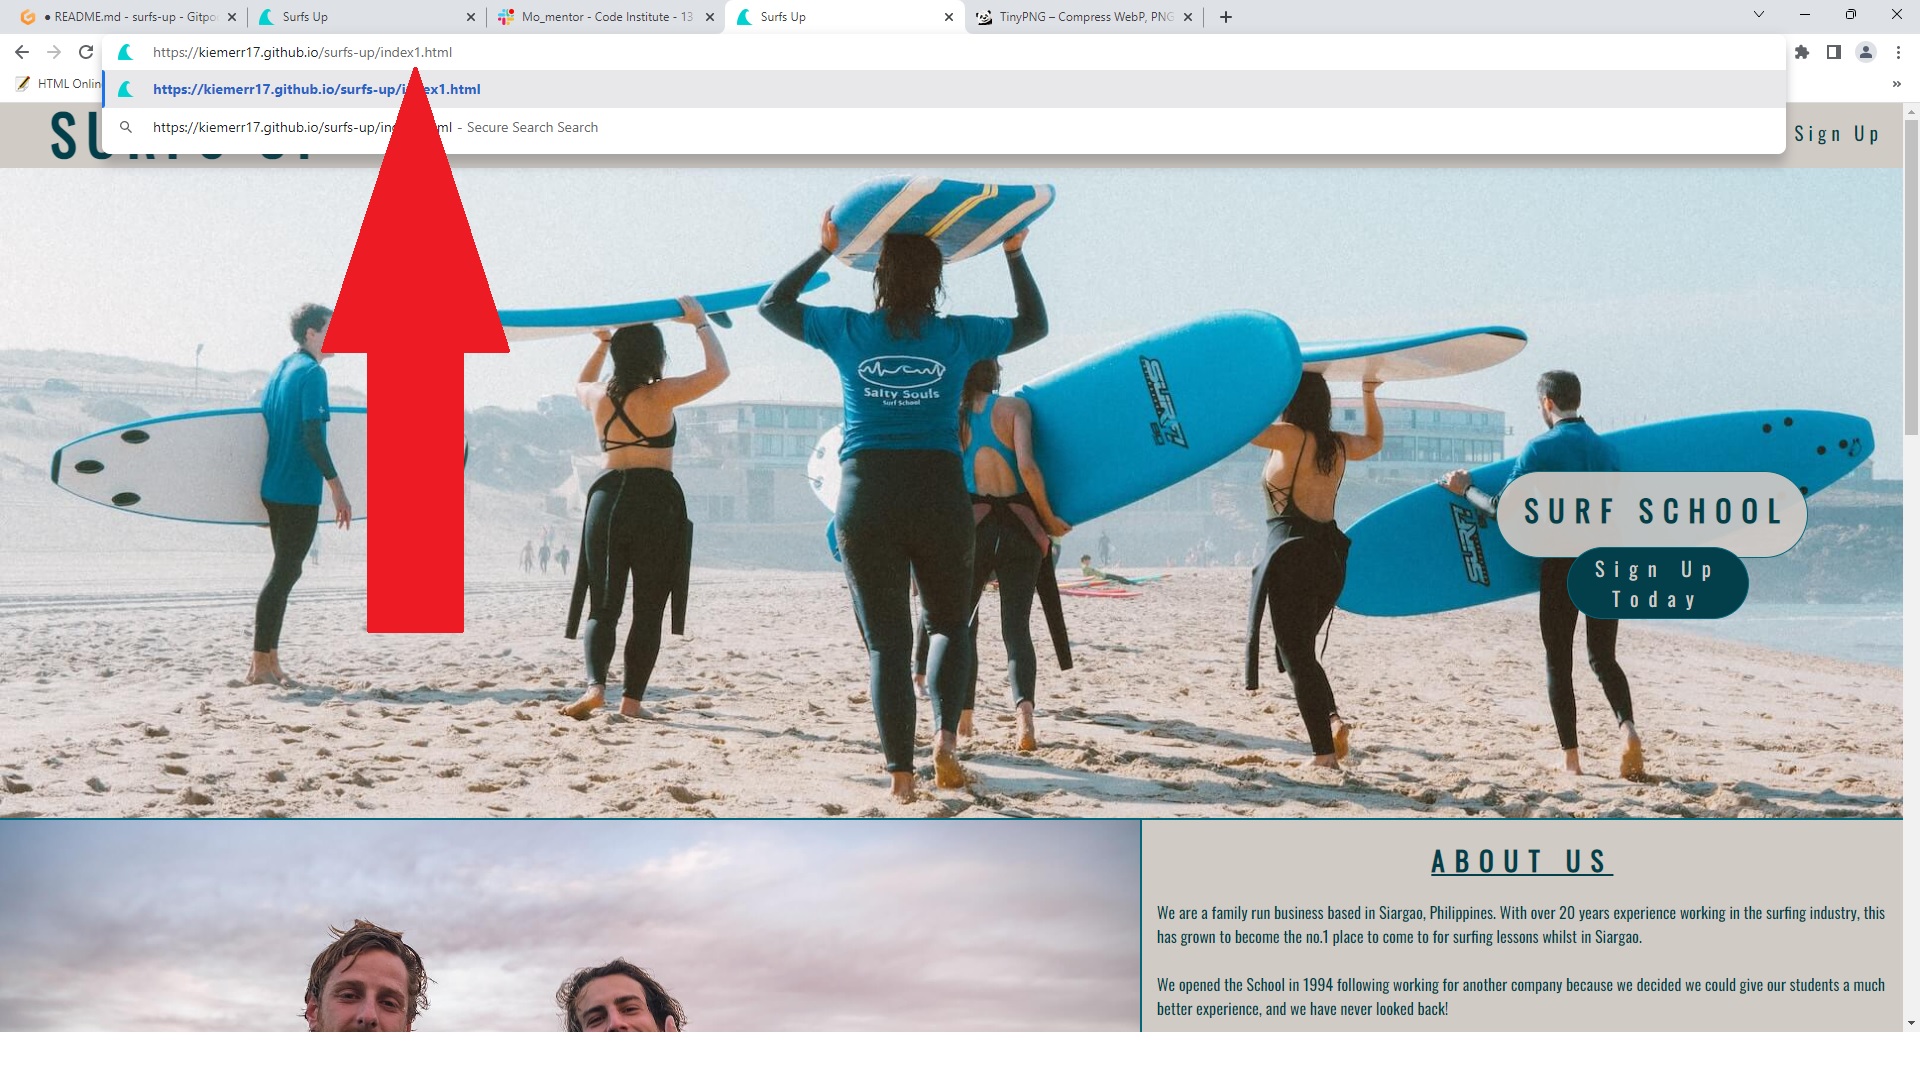 ● README.md - surfs-up - Gitpo
Surfs Up
Mo_mentor - Code Institute - 13
Surfs Up
TinyPNG – Compress WebP, PNG
https://kiemerr17.github.io/surfs-up/index1.html
HTML Onlin
https://kiemerr17.github.io/surfs-up/i ex1.html
https://kiemerr17.github.io/surfs-up/in ml - Secure Search Search
Sign Up
Salty Souls
Surf School
SURF SCHOOL
Sign Up
Today
ABOUT US
We are a family run business based in Siargao, Philippines. With over 20 years experience working in the surfing industry, this
has grown to become the no.1 place to come to for surfing lessons whilst in Siargao.
We opened the School in 1994 following working for another company because we decided we could give our students a much
better experience, and we have never looked back!